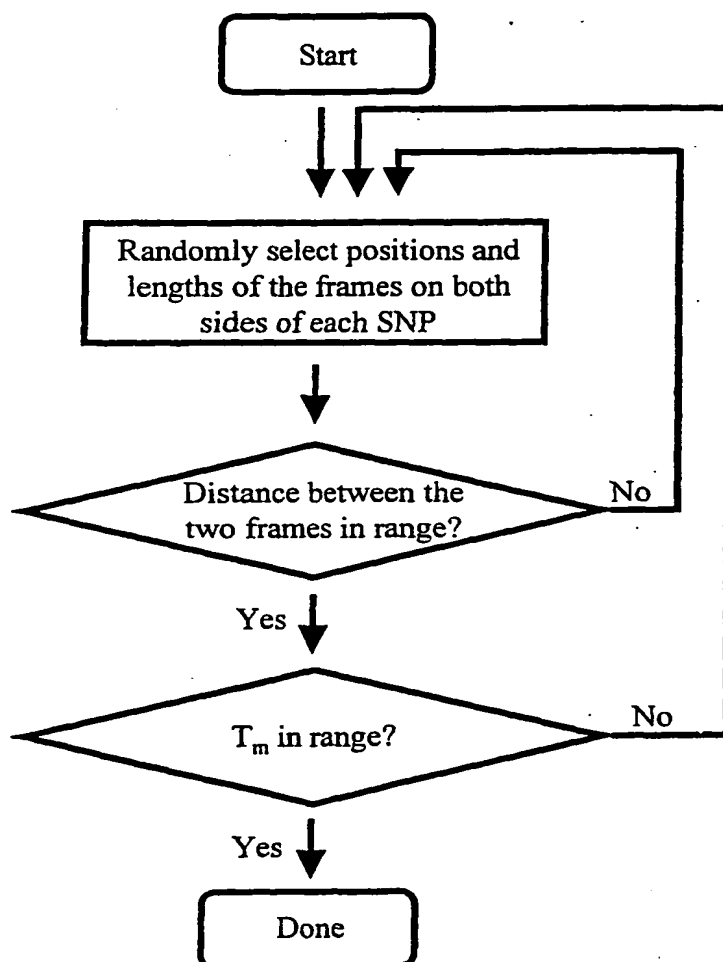 Start
Randomly select positions and
lengths of the frames on both
sides of each SNP
Distance between the
two frames in range?
No
Yes
Tm in range?
No
Yes
Done